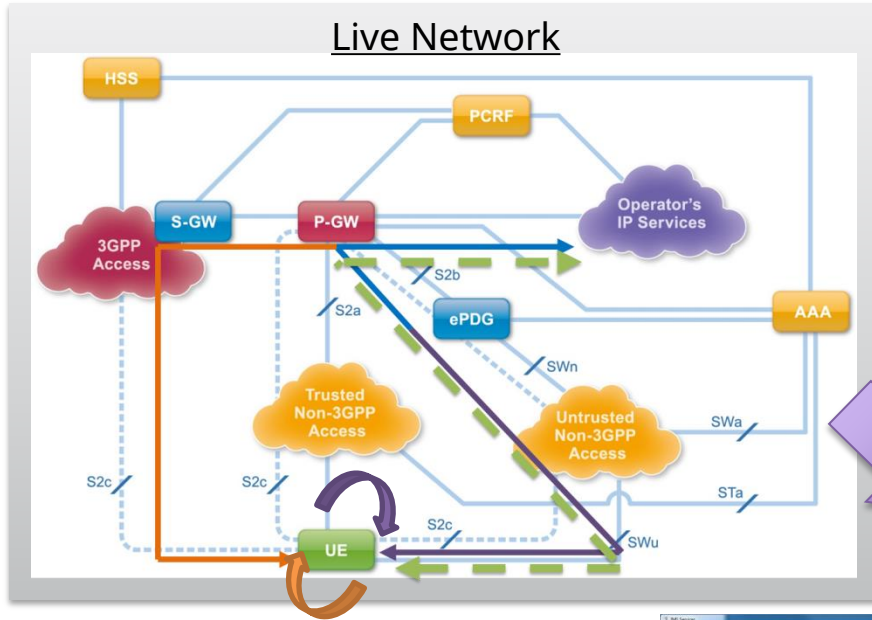 Live Network
HSS
PCRF
Operator's
IP Services
S-GW
P-GW
3GPP
Access
S2b
S2a
ePDG
AAA
SWn
Trusted
Non-3GPP
Access
Untrusted
Non-3GPP
Access
SWa
S2c
S2c
STa
S2c
SWu
UE